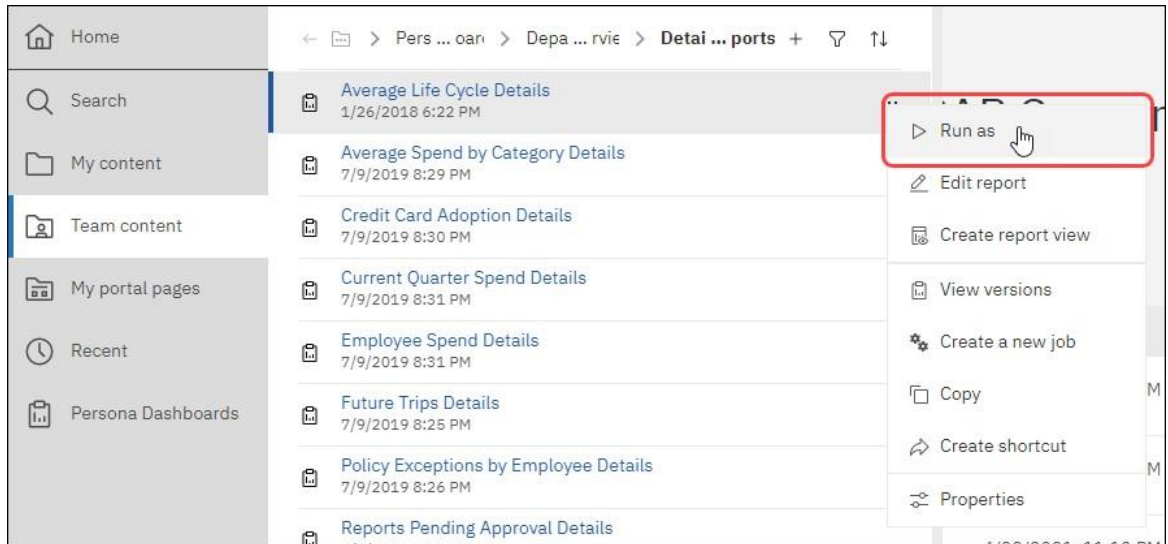 Home
Search
My content
Team content
My portal pages
Recent
Persona Dashboards
Pers ... oar > Depa ... rvie > Detai ... ports +
Average Life Cycle Details
1/26/2018 6:22 PM
Average Spend by Category Details
7/9/2019 8:29 PM
Credit Card Adoption Details
7/9/2019 8:30 PM
Current Quarter Spend Details
7/9/2019 8:31 PM
Employee Spend Details
7/9/2019 8:31 PM
Future Trips Details
7/9/2019 8:25 PM
Policy Exceptions by Employee Details
7/9/2019 8:26 PM
Reports Pending Approval Details
Run as
Edit report
Create report view
View versions
Create a new job
Copy
Create shortcut
Properties
M
M